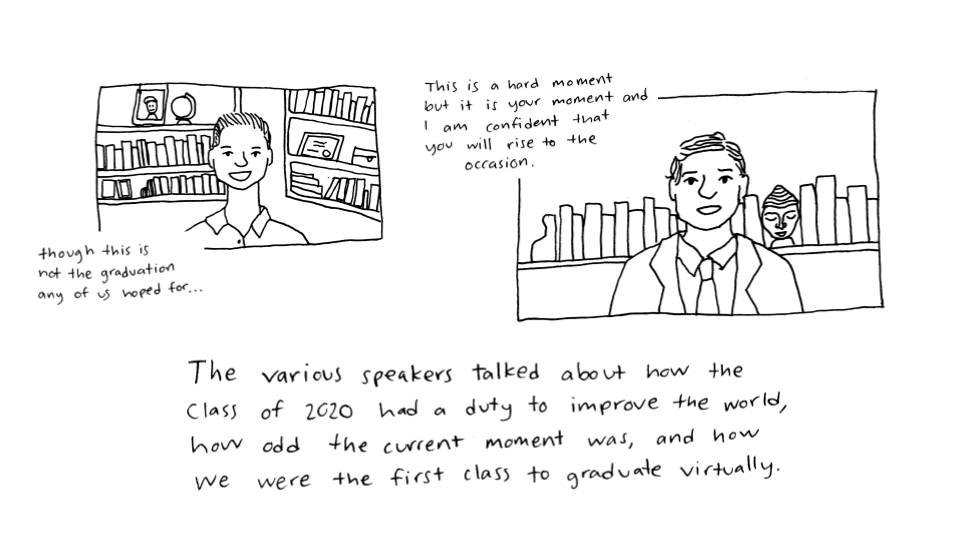 though this is
not the graduation
any of us hoped for...
This is a hard moment
but it is your moment and
I am confident that
you will rise to the
occasion.
The various speakers talked about how the
Class of 2020 had a duty to improve the world,
how odd the current moment was, and how
we were the first class to graduate virtually.